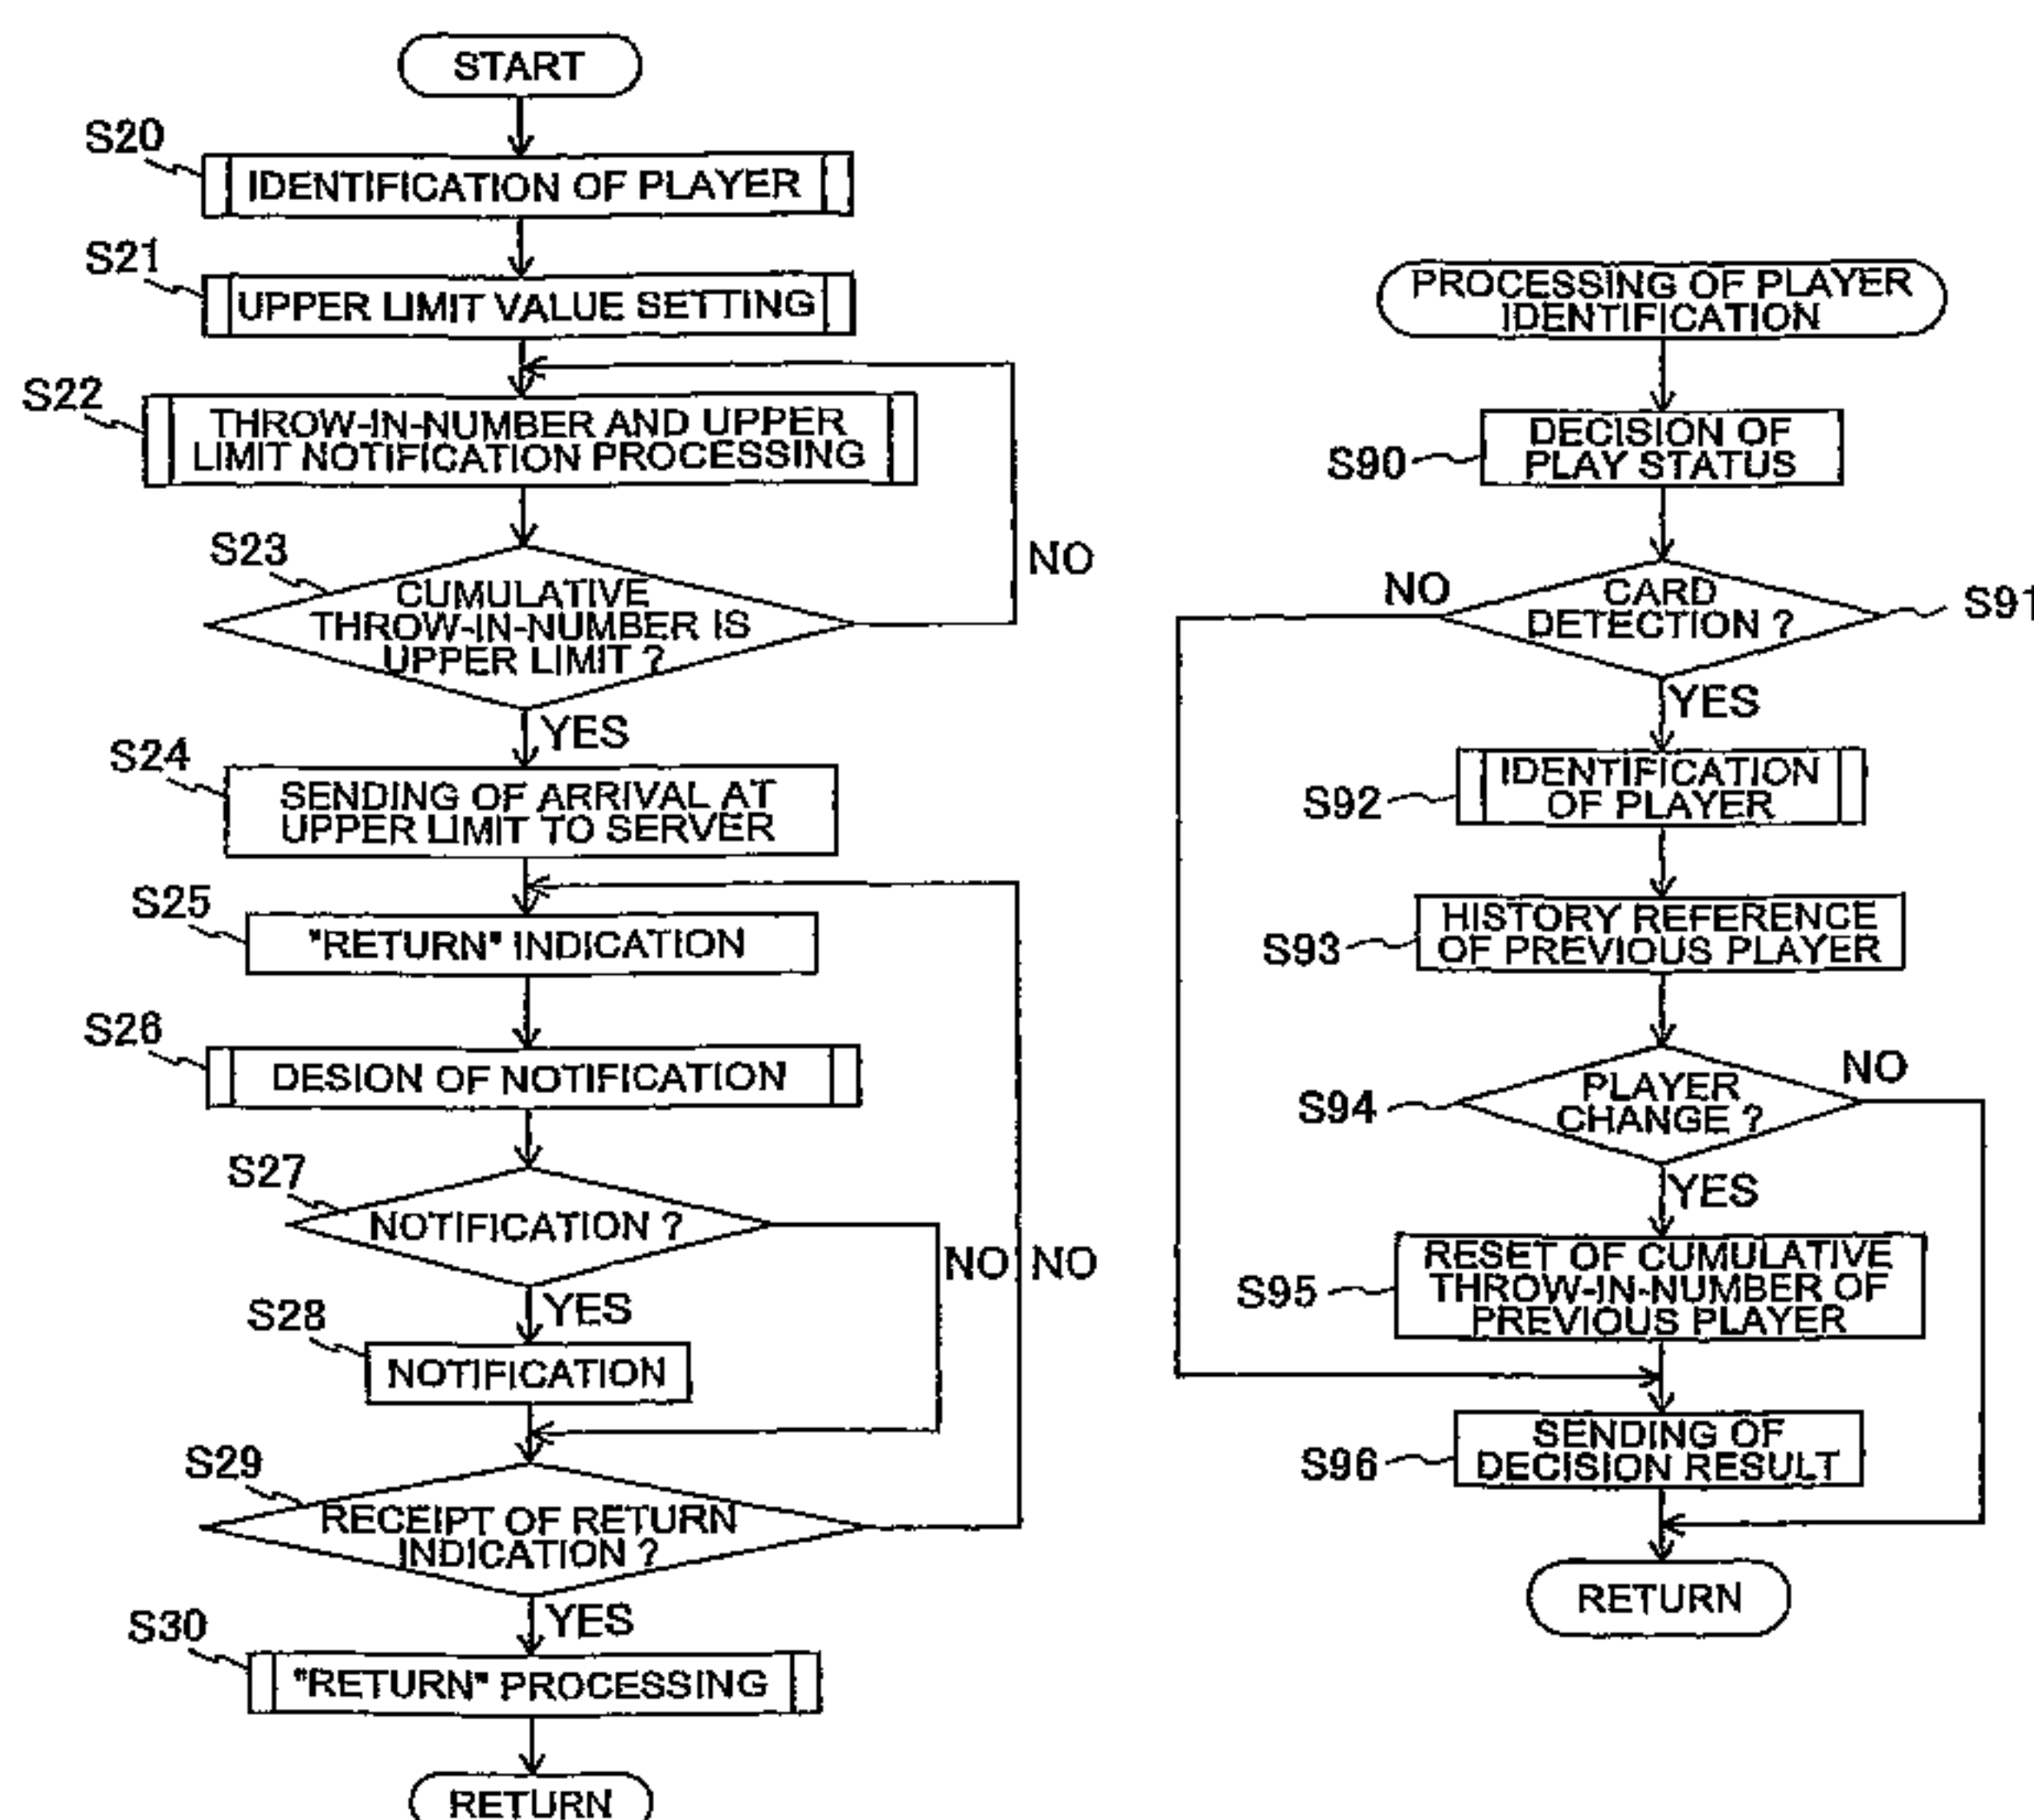 START
S20
IDENTIFICATION OF PLAYER
S21
UPPER LIMIT VALUE SETTING
S22
THROW-IN-NUMBER AND UPPER
LIMIT NOTIFICATION PROCESSING
S23
CUMULATIVE
THROW-IN-NUMBER IS
UPPER LIMIT ?
NO
YES
S24
SENDING OF ARRIVAL AT
UPPER LIMIT TO SERVER
S25
"RETURN" INDICATION
S26
DESION OF NOTIFICATION
S27
NOTIFICATION ?
NO
NO
YES
S28
NOTIFICATION
S29
RECEIPT OF RETURN
INDICATION ?
YES
S30
"RETURN" PROCESSING
RETURN
PROCESSING OF PLAYER
IDENTIFICATION
S90
DECISION OF
PLAY STATUS
NO
CARD
DETECTION ?
S91
YES
S92
IDENTIFICATION
OF PLAYER
S93
HISTORY REFERENCE
OF PREVIOUS PLAYER
S94
PLAYER
CHANGE ?
NO
YES
S95
RESET OF CUMULATIVE
THROW-IN-NUMBER OF
PREVIOUS PLAYER
S96
SENDING OF
DECISION RESULT
RETURN